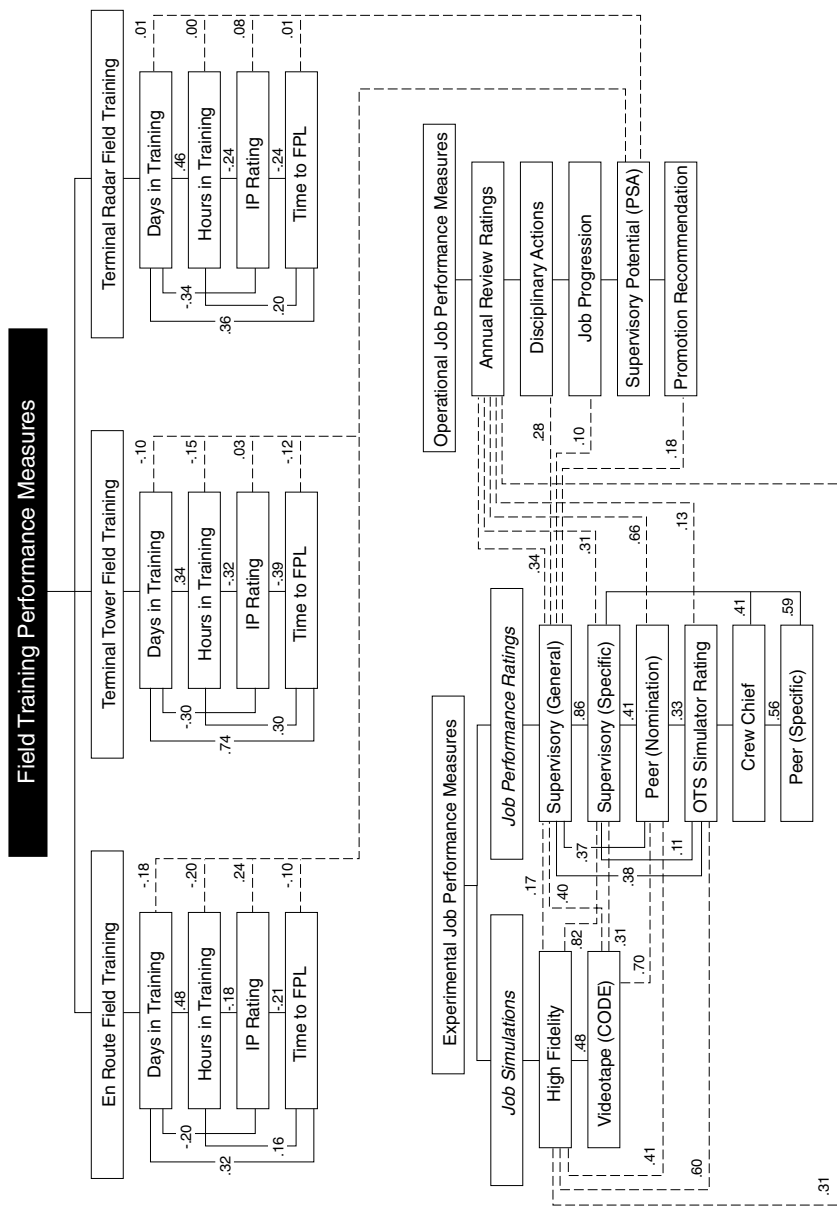 Field Training Performance Measures
En Route Field Training
Days in Training
.48
Hours in Training
-.18
IP Rating
-.21
Time to FPL
-.20
.16
.32
-.18
-.20
.24
-.10
Terminal Tower Field Training
Days in Training
.34
Hours in Training
-.32
IP Rating
-.39
Time to FPL
-.30
.30
.74
-.10
-.15
.03
-.12
Terminal Radar Field Training
Days in Training
.46
Hours in Training
-.24
IP Rating
-.24
Time to FPL
-.34
.20
.36
.01
.00
.08
.01
Experimental Job Performance Measures
Job Simulations
High Fidelity
.48
Videotape (CODE)
Job Performance Ratings
Supervisory (General)
.86
Supervisory (Specific)
.41
Peer (Nomination)
.33
OTS Simulator Rating
Crew Chief
.56
Peer (Specific)
.17
.40
.82
.31
.70
.37
.11
.38
.41
.60
.31
.41
.59
Operational Job Performance Measures
Annual Review Ratings
Disciplinary Actions
Job Progression
Supervisory Potential (PSA)
Promotion Recommendation
.34
.31
.66
.13
.28
.10
.18